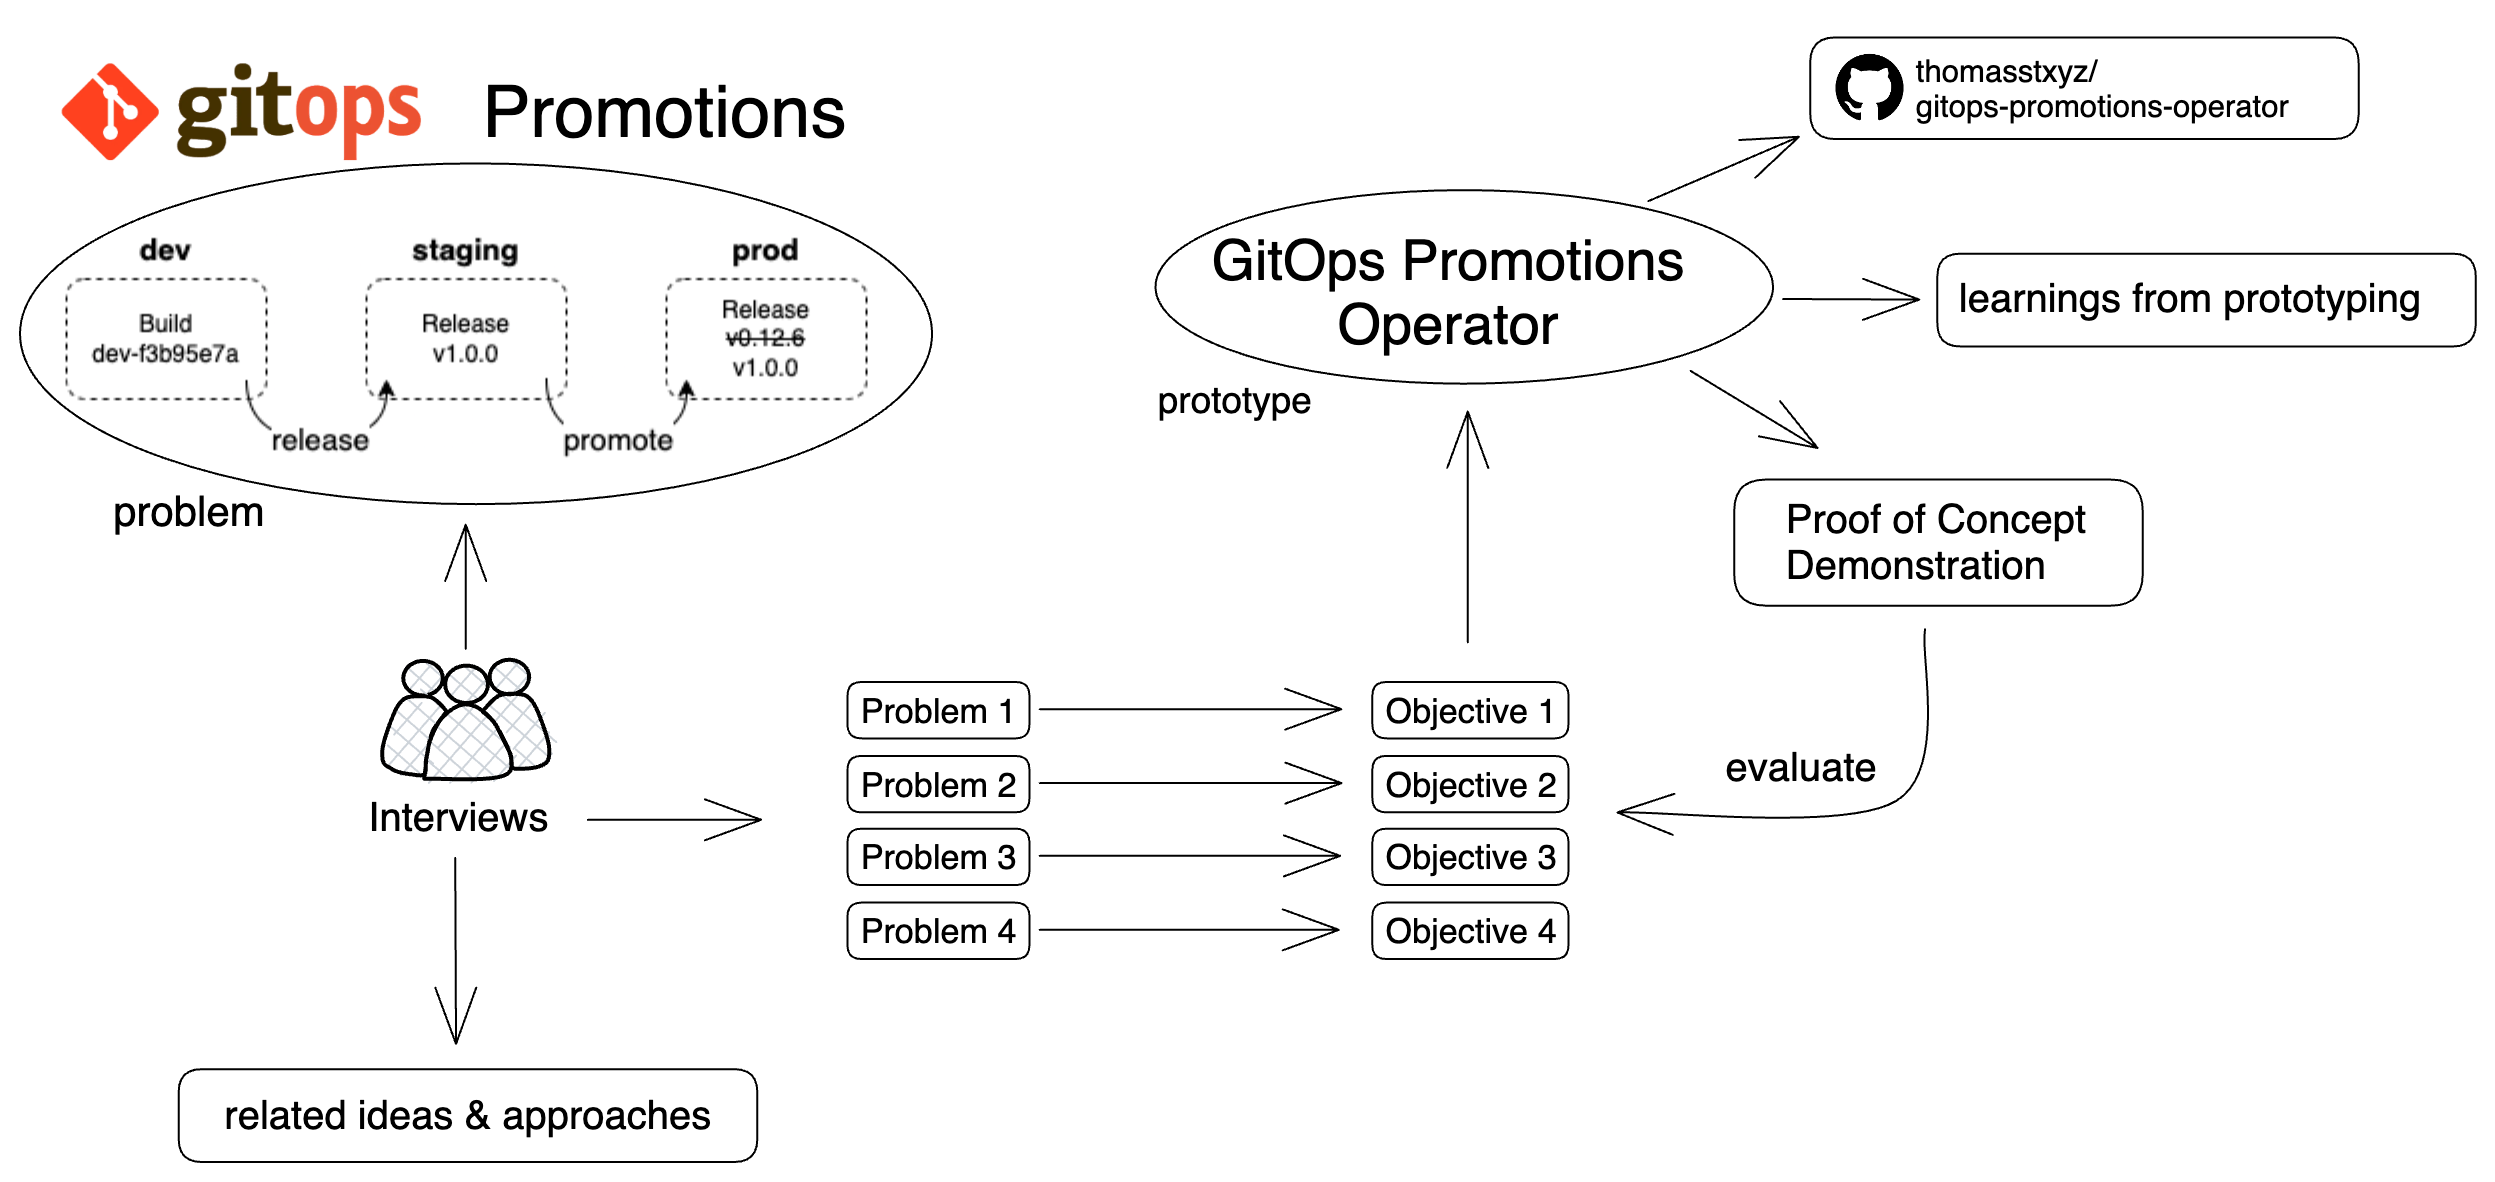 gitops Promotions
dev
Build
dev-f3b95e7a
staging
Release
v1.0.0
prod
Release
v0.12.6
v1.0.0
release
promote
problem
Interviews
related ideas & approaches
Problem 1
Problem 2
Problem 3
Problem 4
Objective 1
Objective 2
Objective 3
Objective 4
GitOps Promotions
Operator
prototype
thomasstxyz/
gitops-promotions-operator
learnings from prototyping
Proof of Concept
Demonstration
evaluate